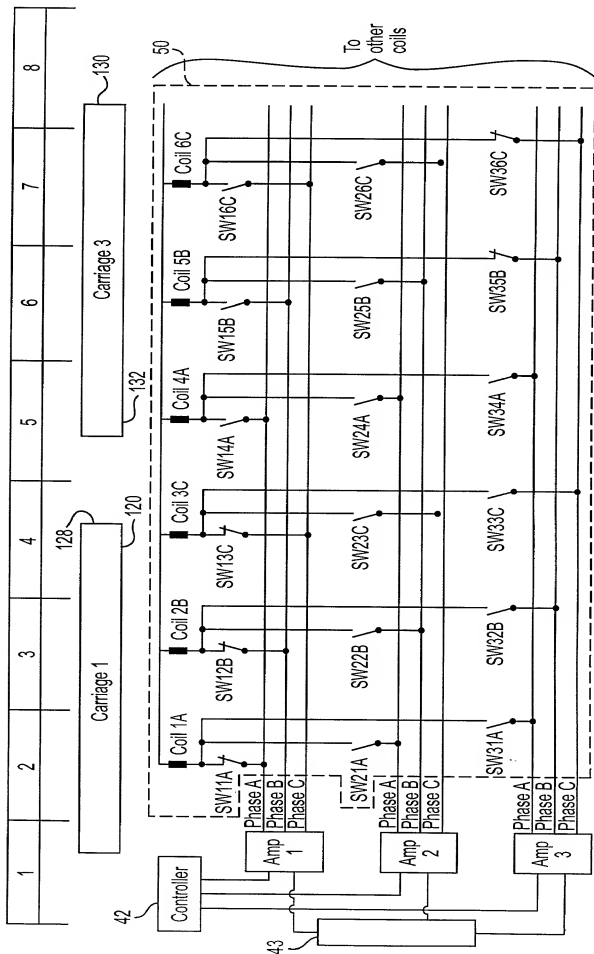 1
2
3
4
5
6
7
8
Carriage 1
Carriage 3
128
120
132
130
50
Coil 1A
Coil 2B
Coil 3C
Coil 4A
Coil 5B
Coil 6C
SW11A
SW12B
SW13C
SW14A
SW15B
SW16C
42
Controller
Amp
1
Phase A
Phase B
Phase C
SW21A
SW22B
SW23C
SW24A
SW25B
SW26C
Amp
2
Phase A
Phase B
Phase C
SW31A
SW32B
SW33C
SW34A
SW35B
SW36C
43
Amp
3
Phase A
Phase B
Phase C
To
other
coils